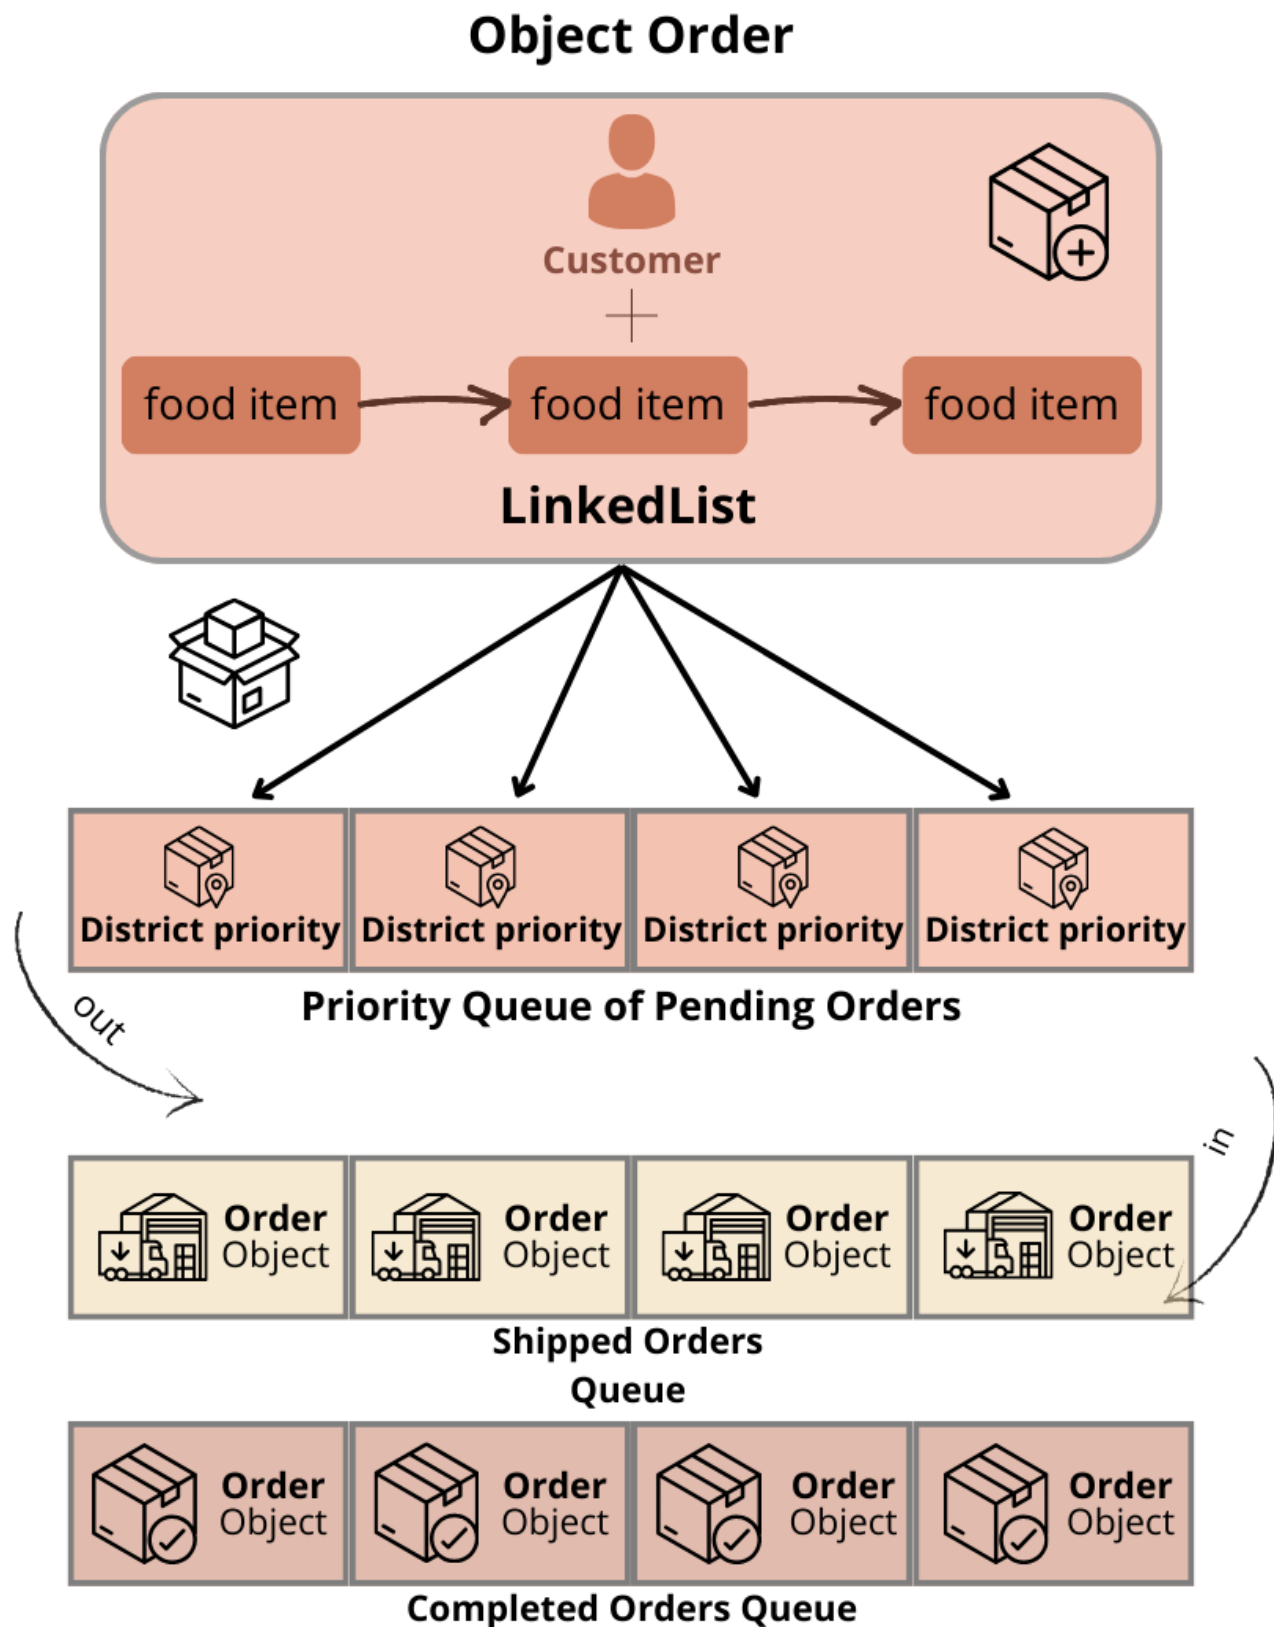 Object Order
Customer
food item
food item
food item
LinkedList
District priority
District priority
District priority
District priority
Priority Queue of Pending Orders
out
in
Order
Object
Order
Object
Order
Object
Order
Object
Shipped Orders
Queue
Order
Object
Order
Object
Order
Object
Order
Object
Completed Orders Queue